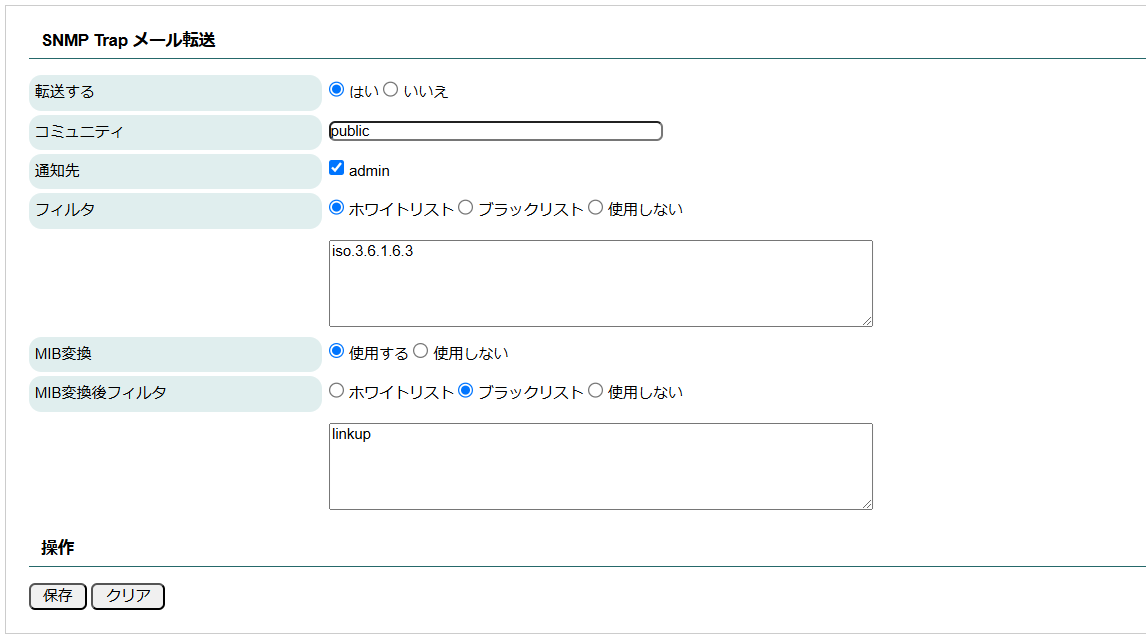 SNMP Trap メール転送
転送する はい いいえ
コミュニティ public
通知先 admin
フィルタ ホワイトリスト ブラックリスト 使用しない
iso.3.6.1.6.3
MIB変換 使用する 使用しない
MIB変換後フィルタ ホワイトリスト ブラックリスト 使用しない
linkup
操作
保存 クリア